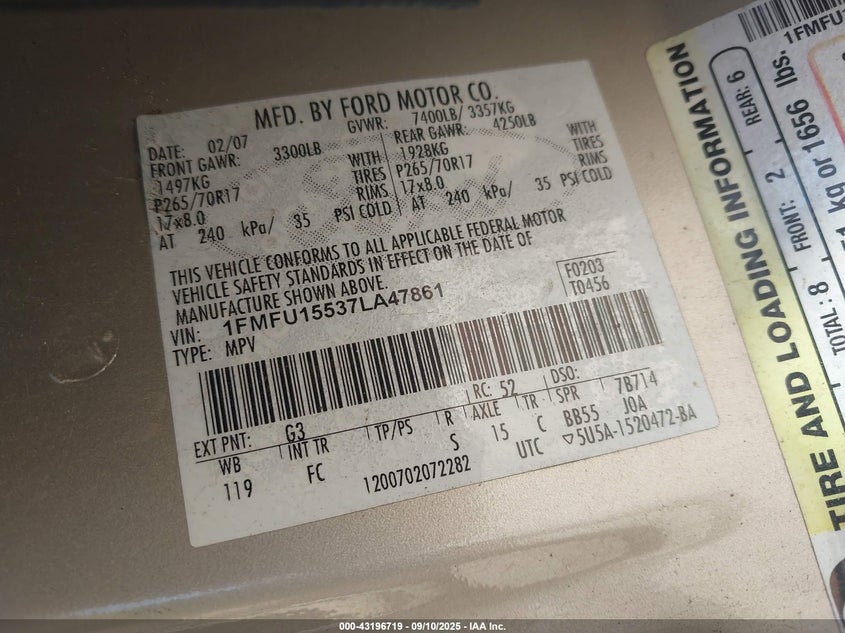 MFD. BY FORD MOTOR CO.
DATE: 02/07 GVWR: 7400LB/ 3357KG
FRONT GAWR: 3300LB REAR GAWR: 4250LB
1497KG WITH 1928KG WITH
P265/70R17 TIRES P265/70R17 TIRES
17x8.0 RIMS 17x8.0 RIMS
AT 240 kPa/ 35 PSI COLD AT 240 kPa/ 35 PSI COLD
THIS VEHICLE CONFORMS TO ALL APPLICABLE FEDERAL MOTOR
VEHICLE SAFETY STANDARDS IN EFFECT ON THE DATE OF
MANUFACTURE SHOWN ABOVE.
F0203
T0456
VIN: 1FMFU15537LA47861
TYPE: MPV
RC: 52 DSO:
EXT PNT: G3
WB INT TR TP/PS R AXLE TR SPR 7B714
119 FC S 15 C BB55 J0A
1200702072282 UTC ▽5U5A-1520472-BA
1FMFU
TIRE AND LOADING INFORMATION
TOTAL: 8 FRONT: 2 REAR: 6
kg or 1656 lbs.
000-43196719 - 09/10/2025 - IAA Inc.